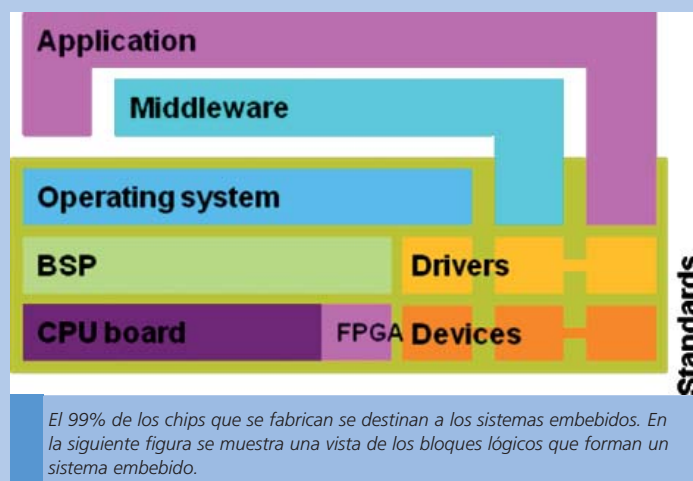 Application
Middleware
Operating system
BSP
Drivers
CPU board
FPGA
Devices
Standards
El 99% de los chips que se fabrican se destinan a los sistemas embebidos. En
la siguiente figura se muestra una vista de los bloques lógicos que forman un
sistema embebido.